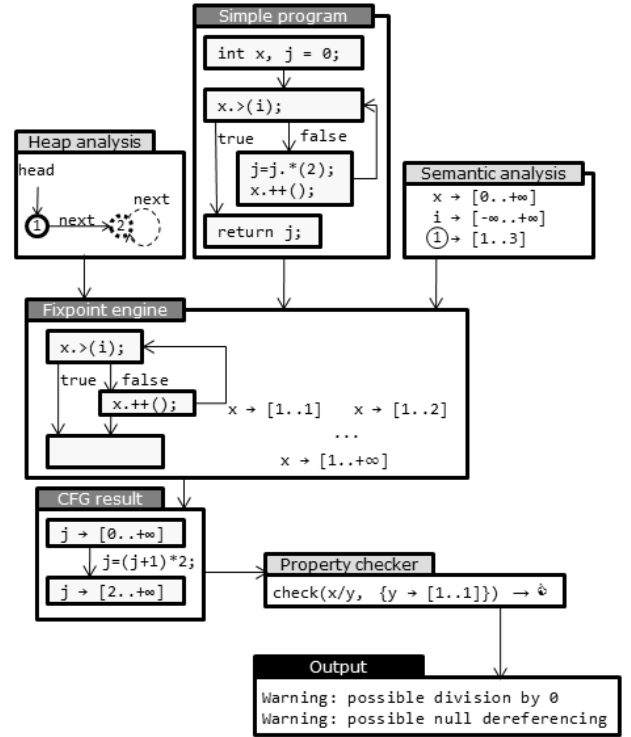 Simple program
int x, j = 0;
x.>(i);
true
false
j=j.*(2);
x.++();
return j;
Heap analysis
head
1
next
2
next
Semantic analysis
x → [0..+∞]
i → [-∞..+∞]
1 → [1..3]
Fixpoint engine
x.>(i);
true
false
x.++();
x → [1..1] x → [1..2]
...
x → [1..+∞]
CFG result
j → [0..+∞]
j=(j+1)*2;
j → [2..+∞]
Property checker
check(x/y, {y → [1..1]}) →
Output
Warning: possible division by 0
Warning: possible null dereferencing